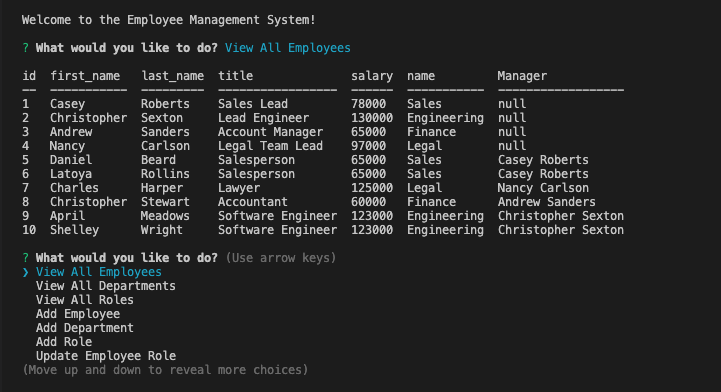 Welcome to the Employee Management System!
? What would you like to do? View All Employees
id first_name last_name title salary name Manager
-- ----------- --------- ----------------- ------ ----------- ------------------
1 Casey Roberts Sales Lead 78000 Sales null
2 Christopher Sexton Lead Engineer 130000 Engineering null
3 Andrew Sanders Account Manager 65000 Finance null
4 Nancy Carlson Legal Team Lead 97000 Legal null
5 Daniel Beard Salesperson 65000 Sales Casey Roberts
6 Latoya Rollins Salesperson 65000 Sales Casey Roberts
7 Charles Harper Lawyer 125000 Legal Nancy Carlson
8 Christopher Stewart Accountant 60000 Finance Andrew Sanders
9 April Meadows Software Engineer 123000 Engineering Christopher Sexton
10 Shelley Wright Software Engineer 123000 Engineering Christopher Sexton
? What would you like to do? (Use arrow keys)
❯ View All Employees
View All Departments
View All Roles
Add Employee
Add Department
Add Role
Update Employee Role
(Move up and down to reveal more choices)